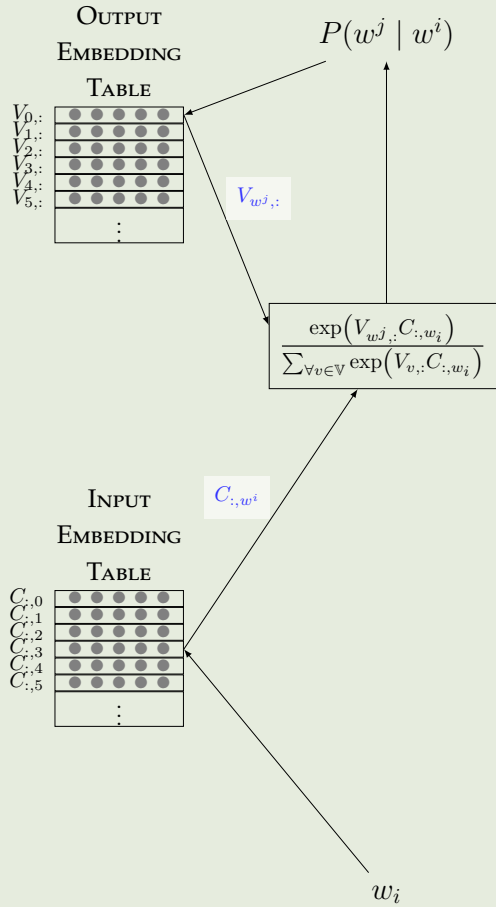 OUTPUT
EMBEDDING
TABLE
P(w^j | w^i)
V_{0,:}
V_{1,:}
V_{2,:}
V_{3,:}
V_{4,:}
V_{5,:}
⋮
V_{w^j,:}
exp(V_{w^j,:}C_{:,w_i})
∑_{∀v∈𝕍} exp(V_{v,:}C_{:,w_i})
C_{:,w^i}
INPUT
EMBEDDING
TABLE
C_{:,0}
C_{:,1}
C_{:,2}
C_{:,3}
C_{:,4}
C_{:,5}
⋮
w_i